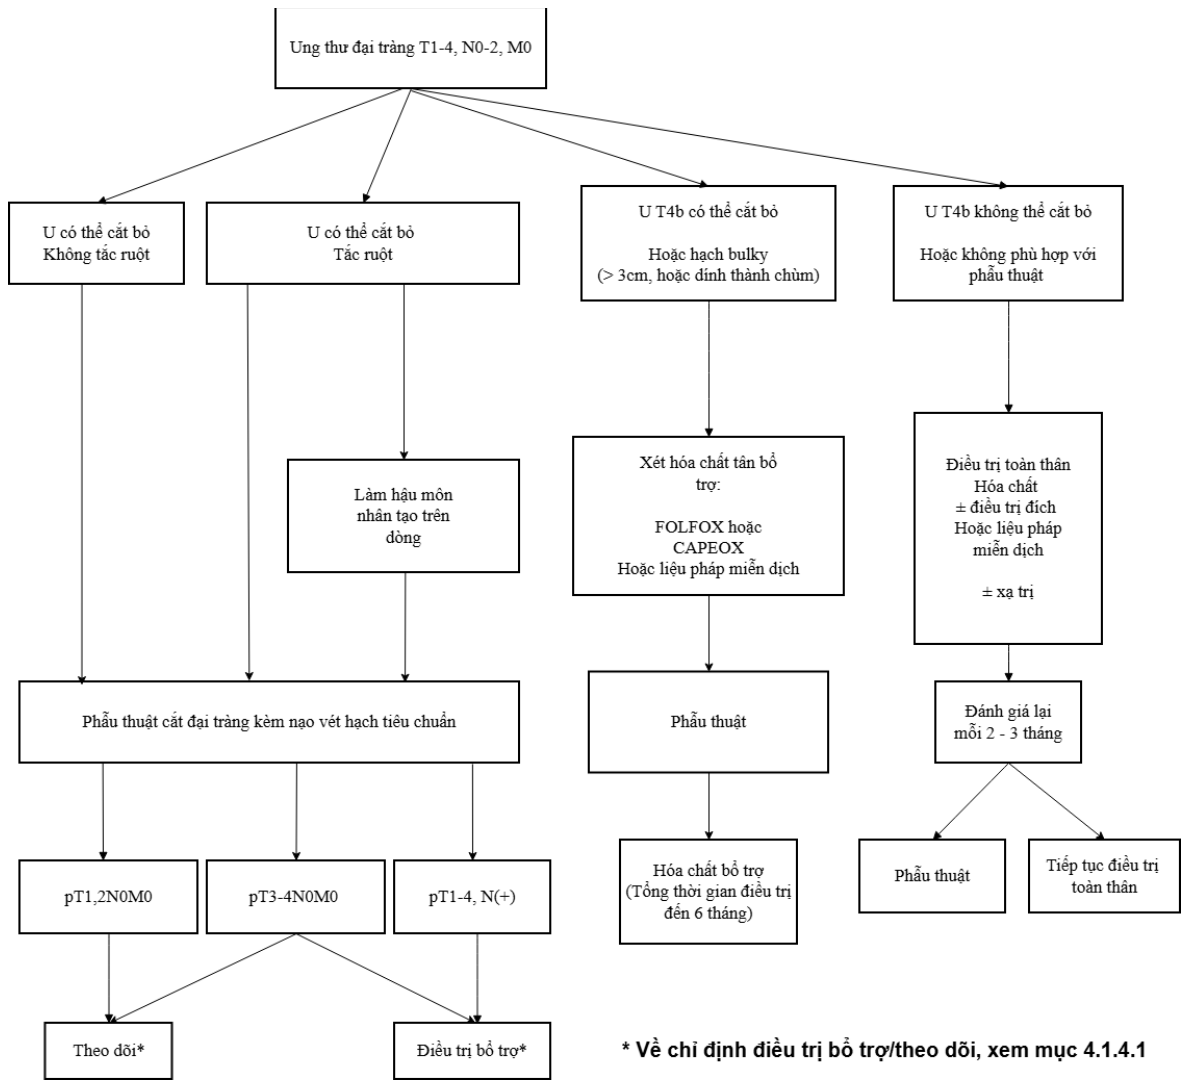 Ung thư đại tràng T1-4, N0-2, M0
U có thể cắt bỏ
Không tắc ruột
U có thể cắt bỏ
Tắc ruột
U T4b có thể cắt bỏ
Hoặc hạch bulky
(> 3cm, hoặc dính thành chùm)
U T4b không thể cắt bỏ
Hoặc không phù hợp với
phẫu thuật
Làm hậu môn
nhân tạo trên
dòng
Xét hóa chất tân bổ
trợ:
FOLFOX hoặc
CAPEOX
Hoặc liệu pháp miễn dịch
Điều trị toàn thân
Hóa chất
± điều trị đích
Hoặc liệu pháp
miễn dịch
± xạ trị
Phẫu thuật cắt đại tràng kèm nạo vét hạch tiêu chuẩn
Phẫu thuật
Đánh giá lại
mỗi 2 - 3 tháng
pT1,2N0M0
pT3-4N0M0
pT1-4, N(+)
Hóa chất bổ trợ
(Tổng thời gian điều trị
đến 6 tháng)
Phẫu thuật
Tiếp tục điều trị
toàn thân
Theo dõi*
Điều trị bổ trợ*
* Về chỉ định điều trị bổ trợ/theo dõi, xem mục 4.1.4.1